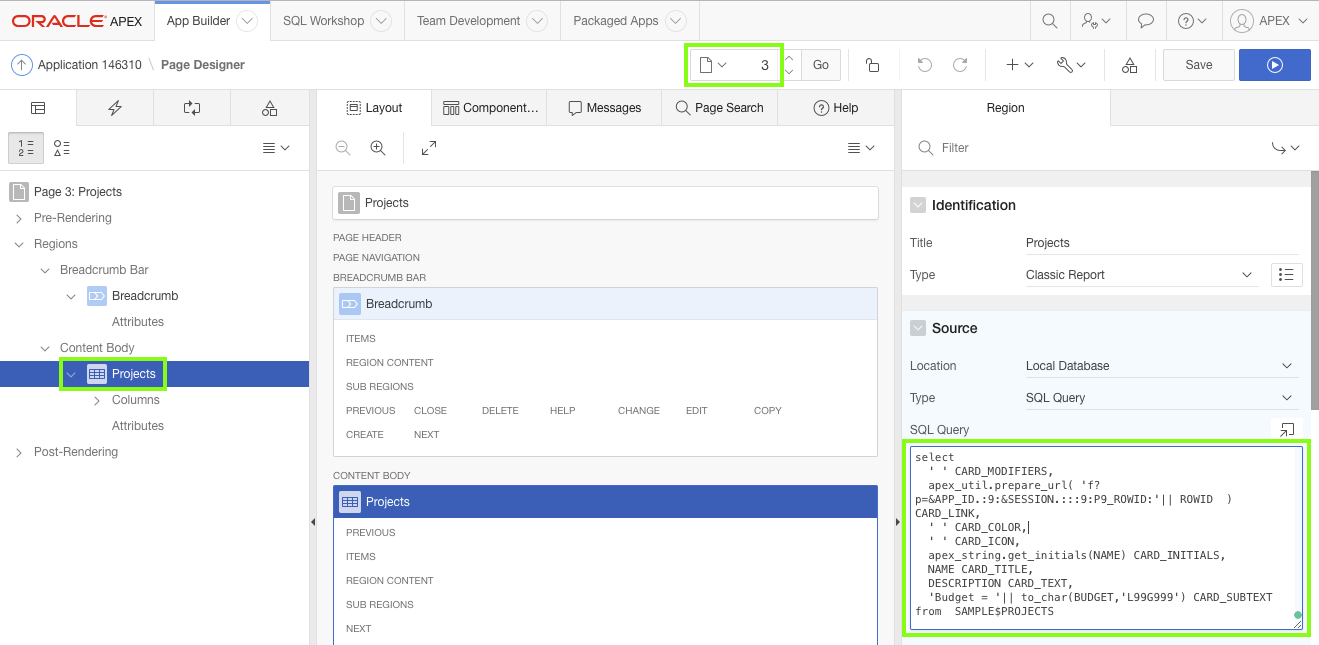 ORACLE APEX App Builder SQL Workshop Team Development Packaged Apps APEX
Application 146310 \ Page Designer 3 Go Save
Layout Component... Messages Page Search Help Region
Filter
Page 3: Projects
Pre-Rendering
Regions
Breadcrumb Bar
Breadcrumb
Attributes
Content Body
Projects
Columns
Attributes
Post-Rendering
Projects
PAGE HEADER
PAGE NAVIGATION
BREADCRUMB BAR
Breadcrumb
ITEMS
REGION CONTENT
SUB REGIONS
PREVIOUS CLOSE DELETE HELP CHANGE EDIT COPY
CREATE NEXT
CONTENT BODY
Projects
PREVIOUS
ITEMS
REGION CONTENT
SUB REGIONS
NEXT
Identification
Title Projects
Type Classic Report
Source
Location Local Database
Type SQL Query
SQL Query
select
' ' CARD_MODIFIERS,
apex_util.prepare_url( 'f?
p=&APP_ID.:9:&SESSION.:::9:P9_ROWID:'|| ROWID )
CARD_LINK,
' ' CARD_COLOR,
' ' CARD_ICON,
apex_string.get_initials(NAME) CARD_INITIALS,
NAME CARD_TITLE,
DESCRIPTION CARD_TEXT,
'Budget = '|| to_char(BUDGET,'L99G999') CARD_SUBTEXT
from SAMPLE$PROJECTS